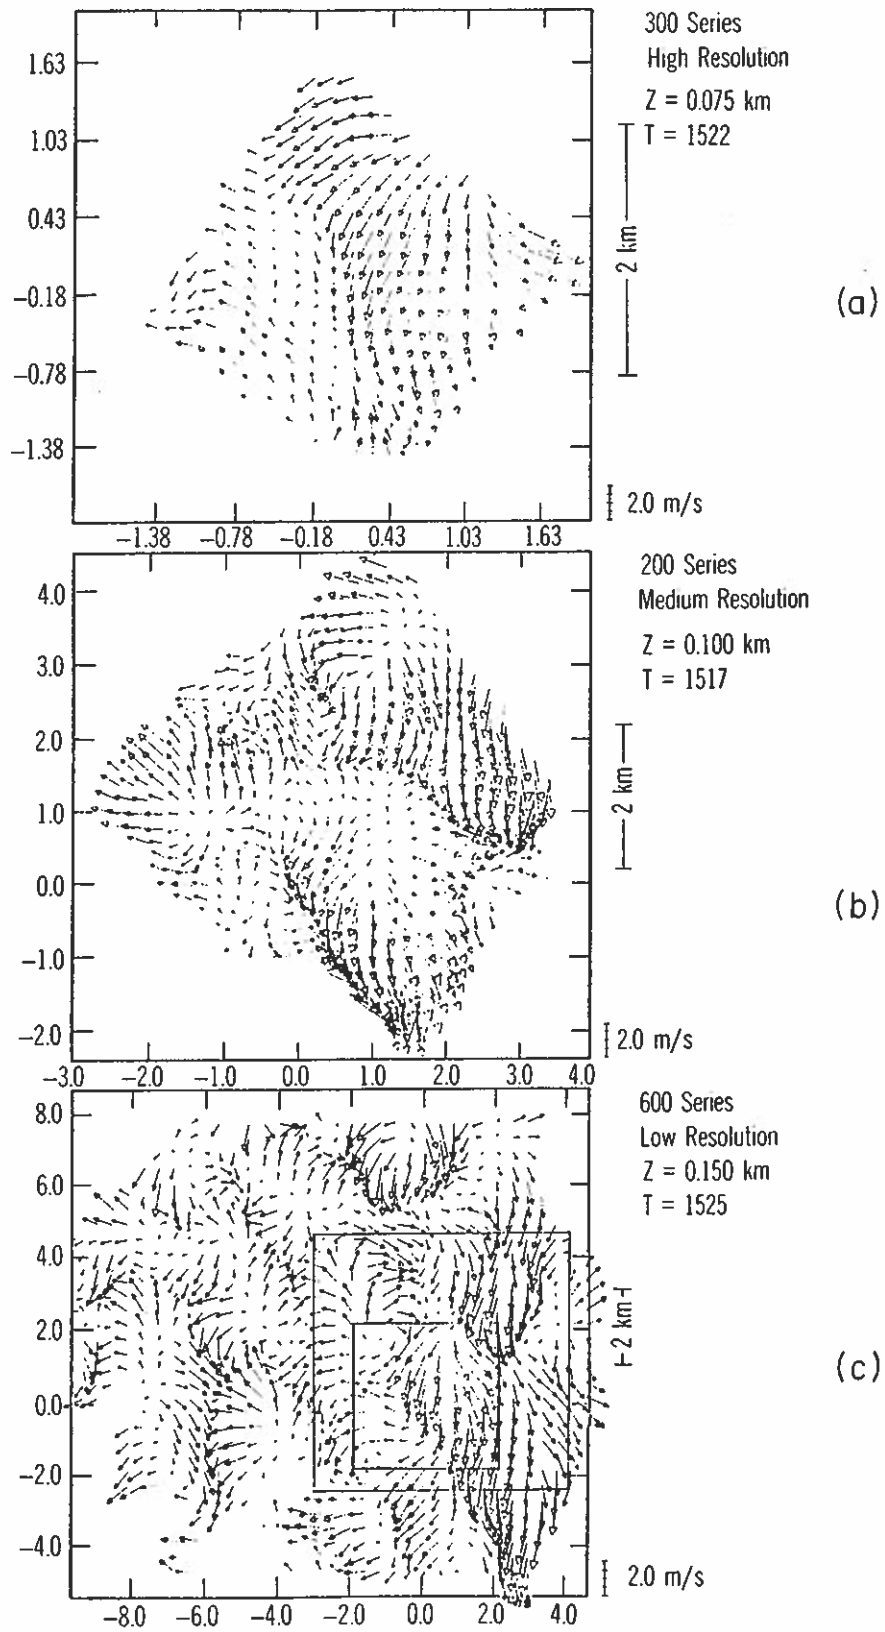 300 Series
High Resolution
Z = 0.075 km
T = 1522
1.63
1.03
0.43
−0.18
−0.78
−1.38
2 km
(a)
2.0 m/s
−1.38 −0.78 −0.18 0.43 1.03 1.63
200 Series
Medium Resolution
Z = 0.100 km
T = 1517
4.0
3.0
2.0
1.0
0.0
−1.0
−2.0
2 km
(b)
2.0 m/s
−3.0 −2.0 −1.0 0.0 1.0 2.0 3.0 4.0
600 Series
Low Resolution
Z = 0.150 km
T = 1525
8.0
6.0
4.0
2.0
0.0
−2.0
−4.0
2 km
(c)
2.0 m/s
−8.0 −6.0 −4.0 −2.0 0.0 2.0 4.0